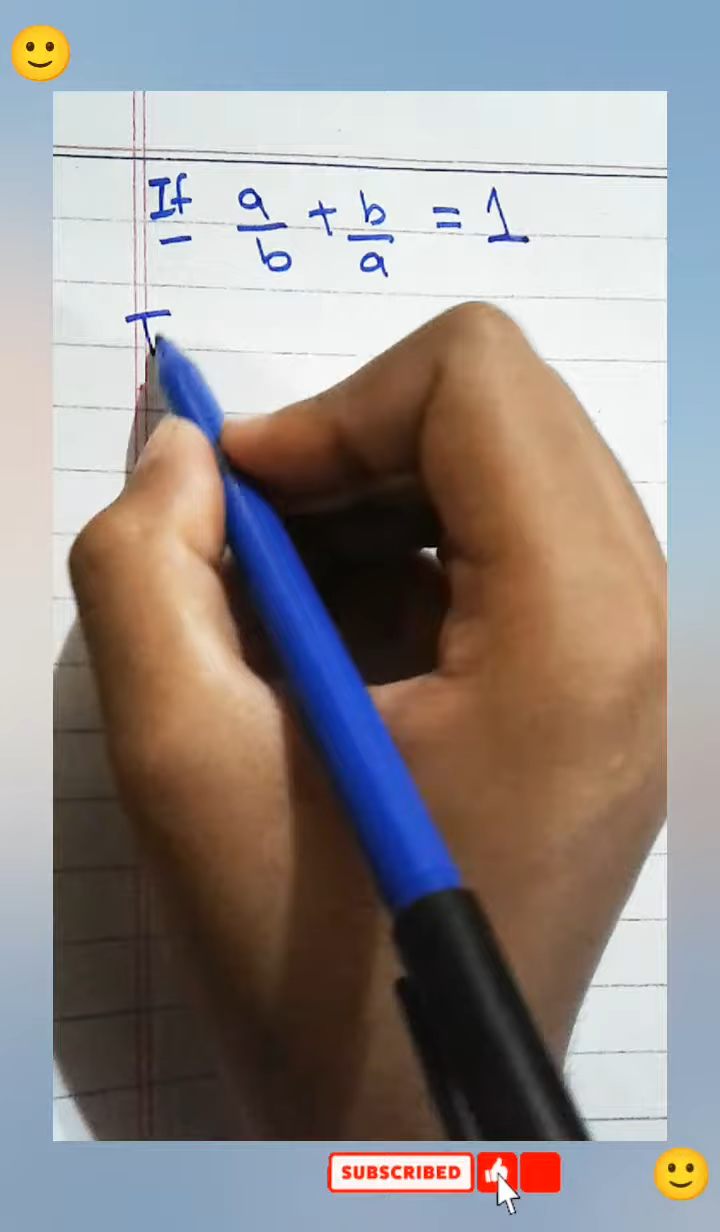 If a/b + b/a = 1
T
SUBSCRIBED